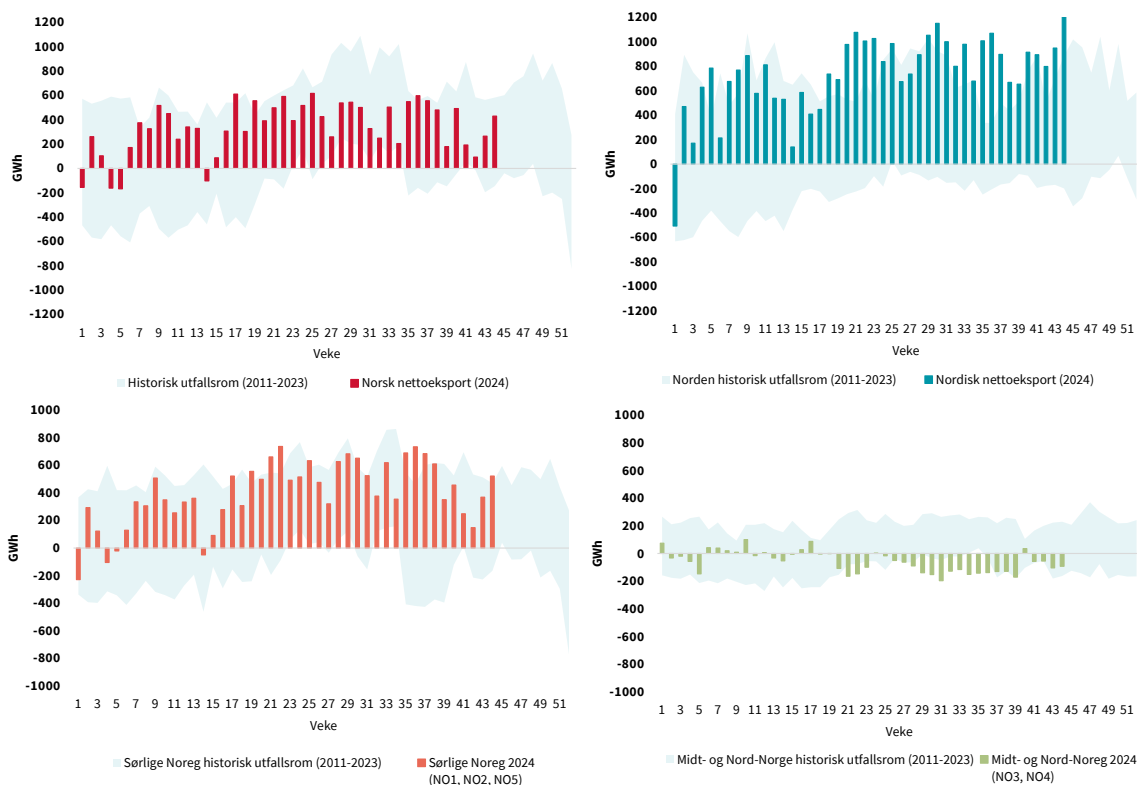 1200
1000
800
600
400
200
0
-200
-400
-600
-800
-1000
-1200
GWh
1 3 5 7 9 11 13 15 17 19 21 23 25 27 29 31 33 35 37 39 41 43 45 47 49 51
Veke
Historisk utfallsrom (2011-2023) Norsk nettoeksport (2024)
1200
1000
800
600
400
200
0
-200
-400
-600
-800
-1000
-1200
GWh
1 3 5 7 9 11 13 15 17 19 21 23 25 27 29 31 33 35 37 39 41 43 45 47 49 51
Veke
Norden historisk utfallsrom (2011-2023) Nordisk nettoeksport (2024)
1000
800
600
400
200
0
-200
-400
-600
-800
-1000
GWh
1 3 5 7 9 11 13 15 17 19 21 23 25 27 29 31 33 35 37 39 41 43 45 47 49 51
Veke
Sørlige Noreg historisk utfallsrom (2011-2023) Sørlige Noreg 2024
(NO1, NO2, NO5)
1000
800
600
400
200
0
-200
-400
-600
-800
-1000
GWh
1 3 5 7 9 11 13 15 17 19 21 23 25 27 29 31 33 35 37 39 41 43 45 47 49 51
Veke
Midt- og Nord-Norge historisk utfallsrom (2011-2023) Midt- og Nord-Noreg 2024
(NO3, NO4)